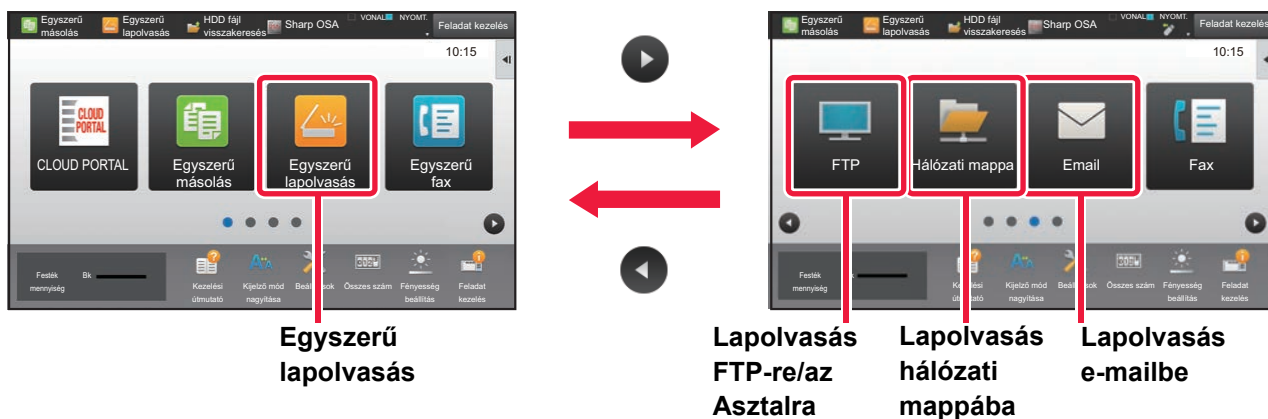 Egyszerű másolás
Egyszerű lapolvasás
HDD fájl visszakeresés
Sharp OSA
VONAL
NYOMT.
Feladat kezelés
10:15
CLOUD PORTAL
CLOUD PORTAL
Egyszerű másolás
Egyszerű lapolvasás
Egyszerű fax
Festék mennyiség
Bk
Kezelési útmutató
Kijelző mód nagyítása
Beállítások
Összes szám
Fényesség beállítás
Feladat kezelés
Egyszerű
lapolvasás
Egyszerű másolás
Egyszerű lapolvasás
HDD fájl visszakeresés
Sharp OSA
VONAL
NYOMT.
Feladat kezelés
10:15
FTP
Hálózati mappa
Email
Fax
Festék mennyiség
Kijelző mód nagyítása
Összes szám
Fényesség beállítás
Feladat kezelés
Lapolvasás
FTP-re/az
Asztalra
Lapolvasás
hálózati
mappába
Lapolvasás
e-mailbe